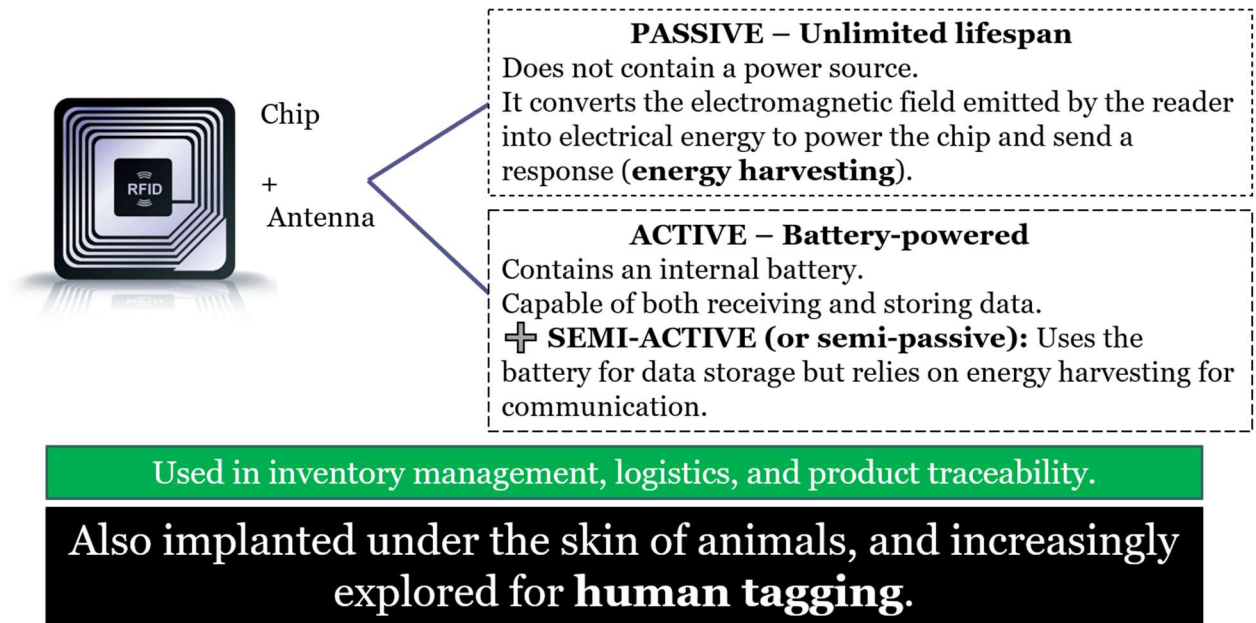 RFID
Chip
+
Antenna
PASSIVE – Unlimited lifespan
Does not contain a power source.
It converts the electromagnetic field emitted by the reader
into electrical energy to power the chip and send a
response (energy harvesting).
ACTIVE – Battery-powered
Contains an internal battery.
Capable of both receiving and storing data.
➕ SEMI-ACTIVE (or semi-passive): Uses the
battery for data storage but relies on energy harvesting for
communication.
Used in inventory management, logistics, and product traceability.
Also implanted under the skin of animals, and increasingly
explored for human tagging.